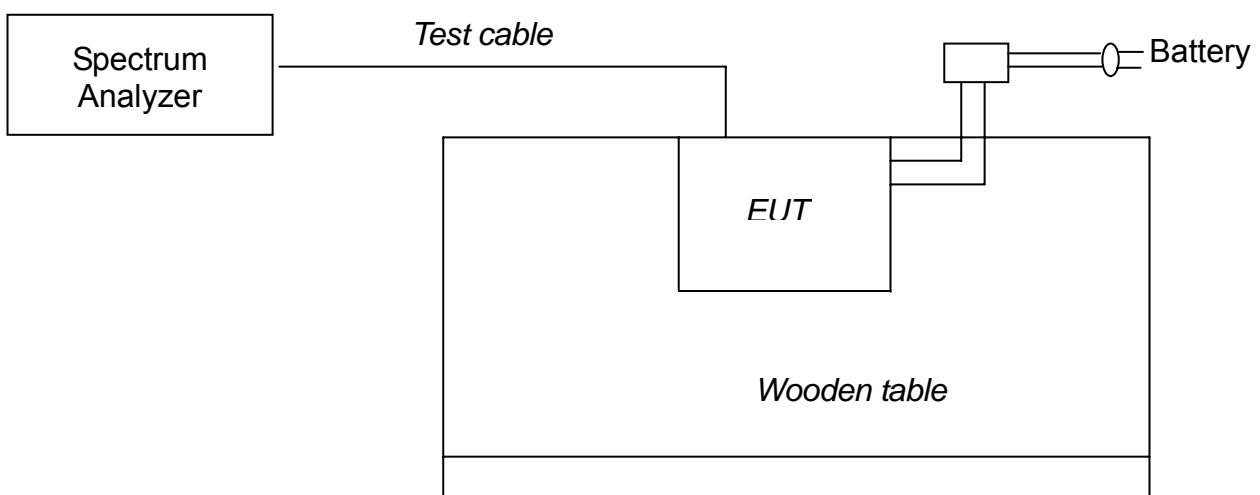 Spectrum
Analyzer
Test cable
Battery
EUT
Wooden table